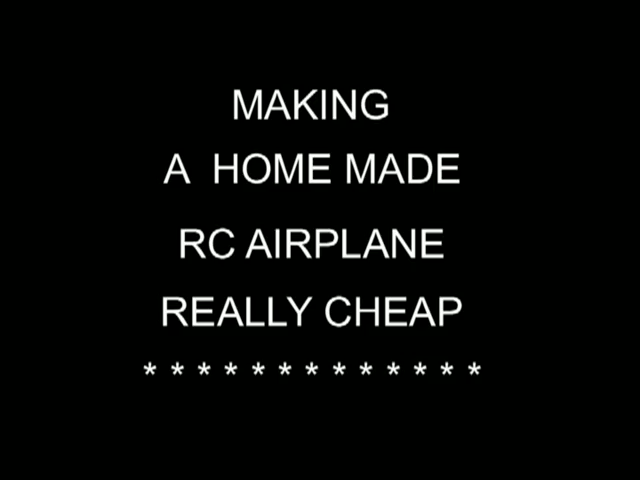 MAKING
A HOME MADE
RC AIRPLANE
REALLY CHEAP
* * * * * * * * * * * * *